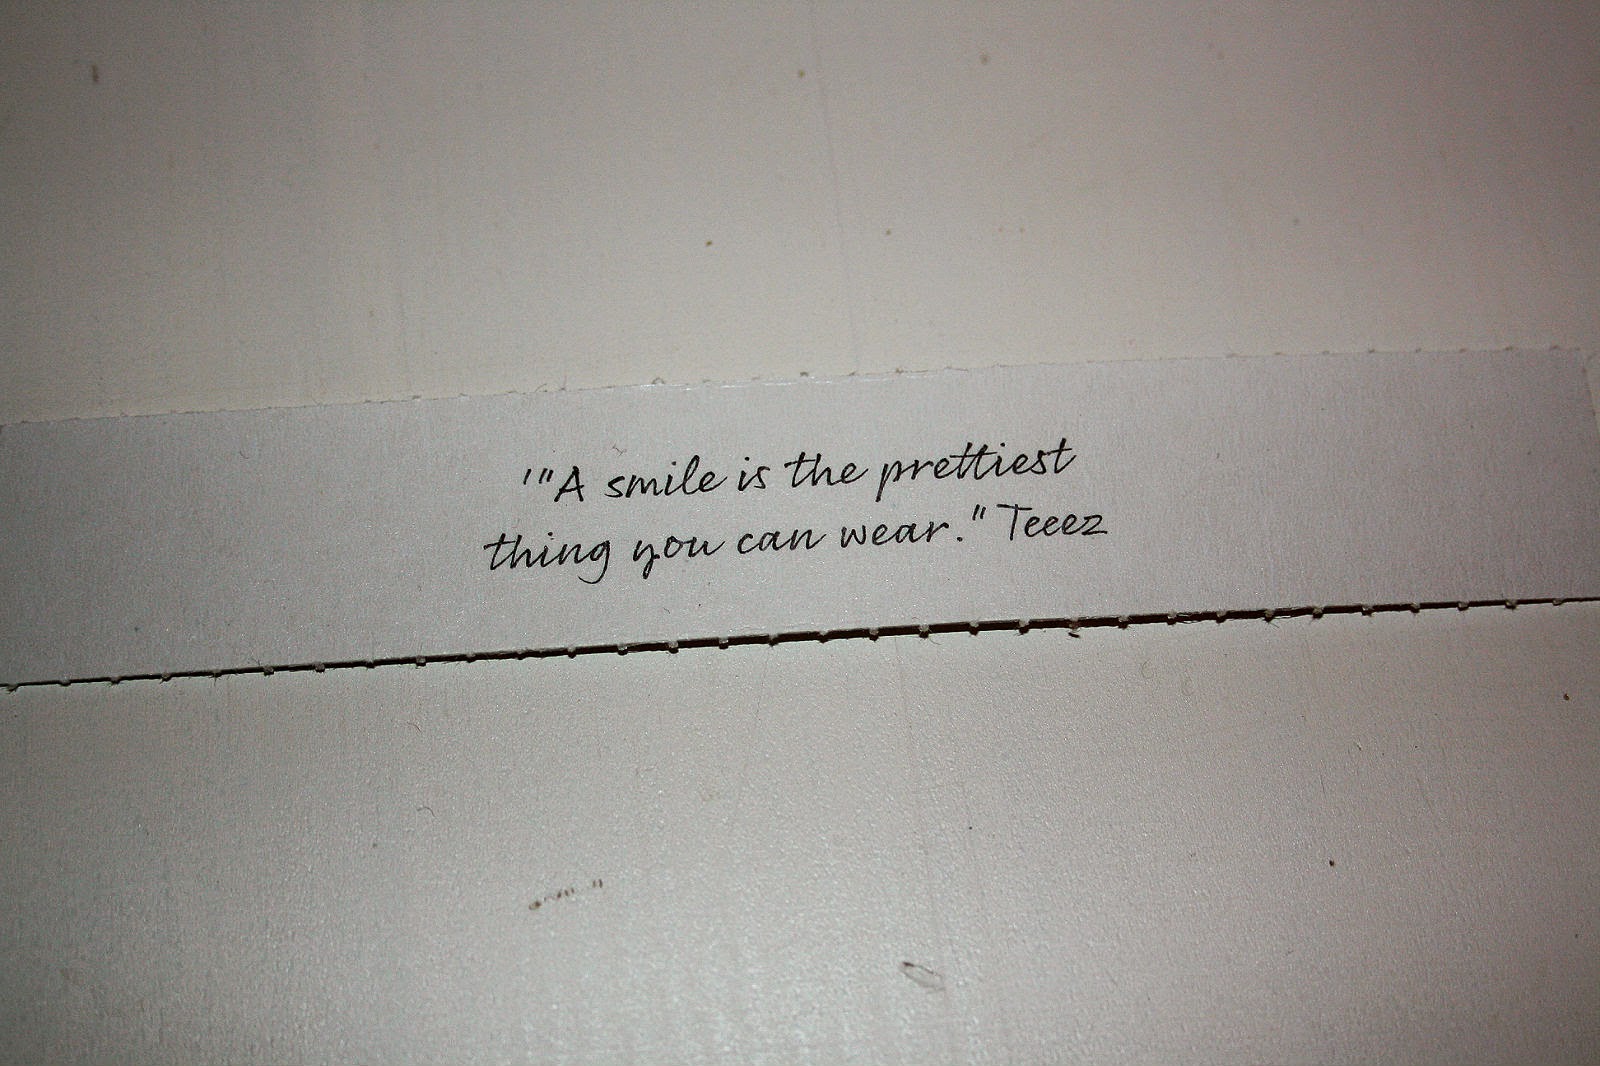 '"A smile is the prettiest
thing you can wear." Teeez